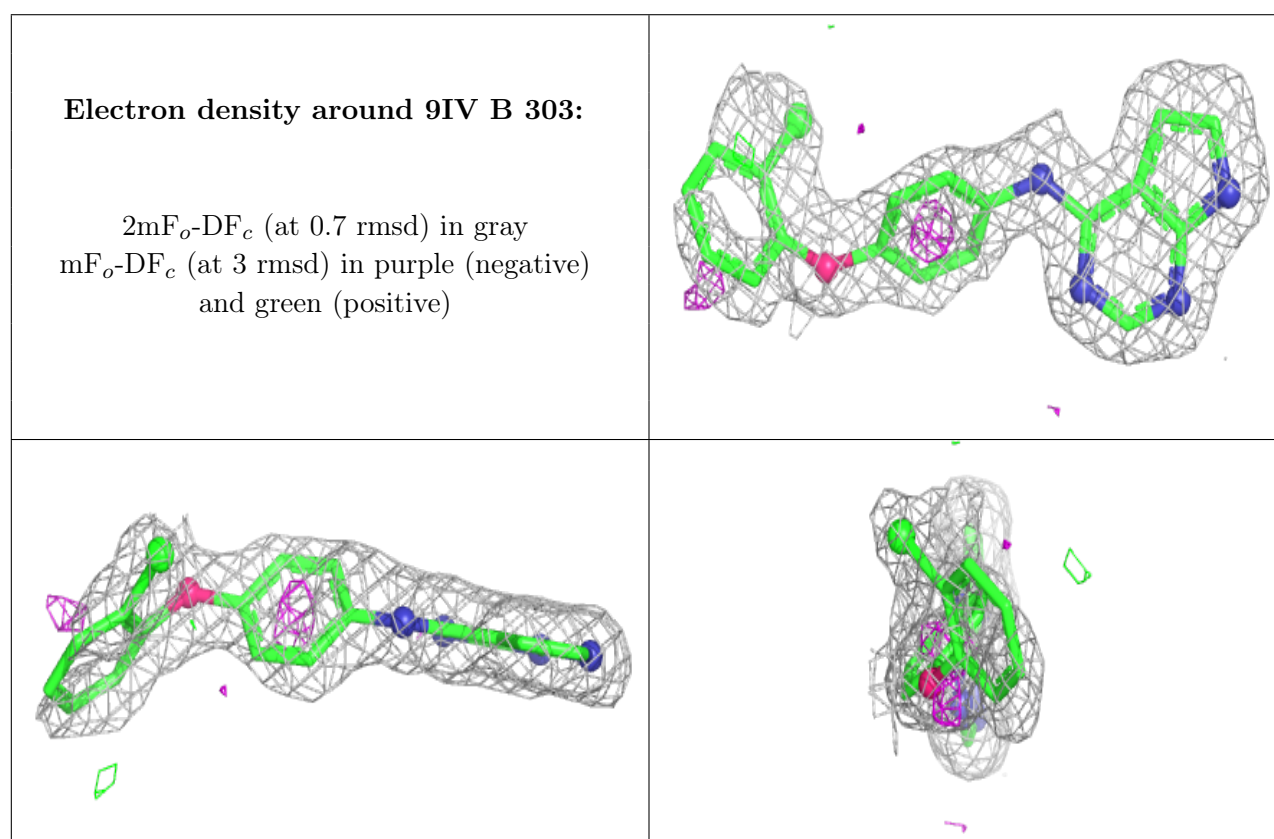 Electron density around 9IV B 303:
2mFo-DFc (at 0.7 rmsd) in gray
mFo-DFc (at 3 rmsd) in purple (negative)
and green (positive)